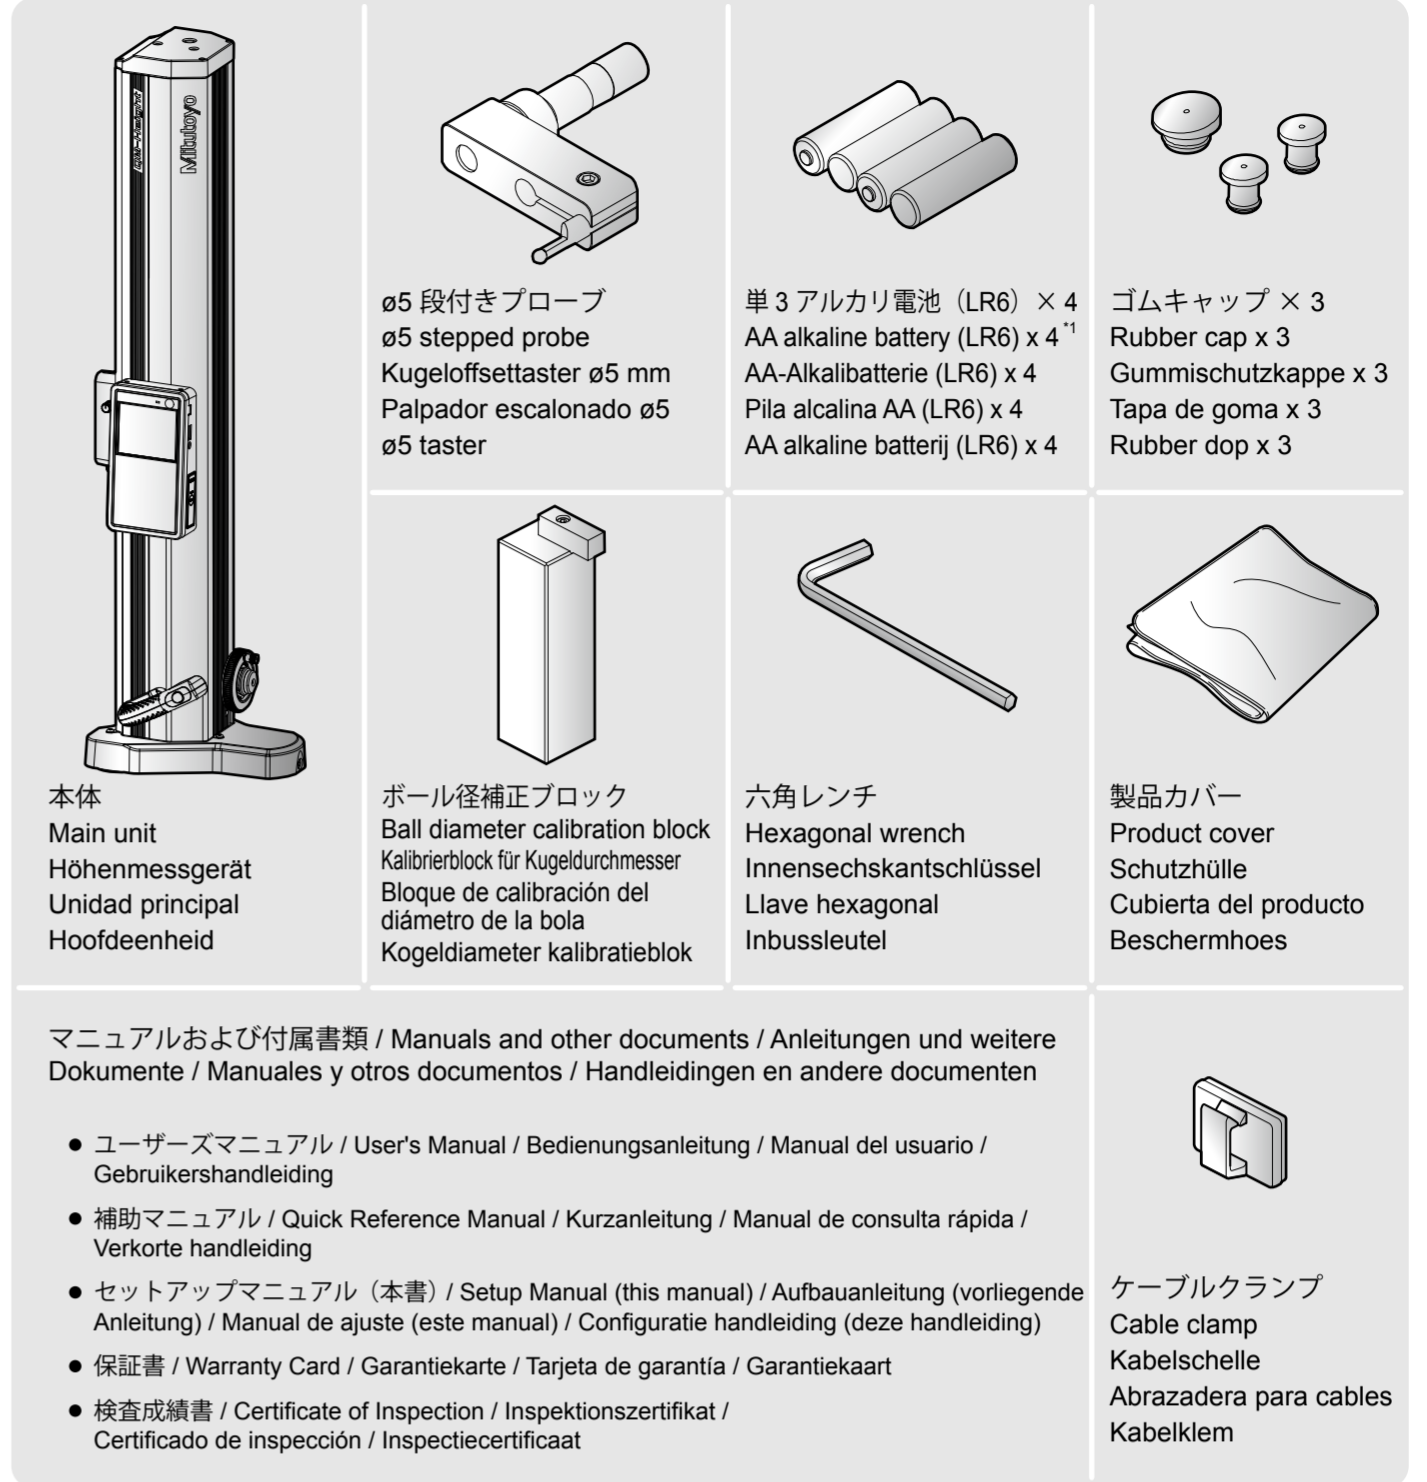 QM-Height
Mitutoyo
本体
Main unit
Höhenmessgerät
Unidad principal
Hoofdeenheid
ø5 段付きプローブ
ø5 stepped probe
Kugeloffsettaster ø5 mm
Palpador escalonado ø5
ø5 taster
単 3 アルカリ電池（LR6）× 4
AA alkaline battery (LR6) x 4 *1
AA-Alkalibatterie (LR6) x 4
Pila alcalina AA (LR6) x 4
AA alkaline batterij (LR6) x 4
ゴムキャップ × 3
Rubber cap x 3
Gummischutzkappe x 3
Tapa de goma x 3
Rubber dop x 3
ボール径補正ブロック
Ball diameter calibration block
Kalibrierblock für Kugeldurchmesser
Bloque de calibración del
diámetro de la bola
Kogeldiameter kalibratieblok
六角レンチ
Hexagonal wrench
Innensechskantschlüssel
Llave hexagonal
Inbussleutel
製品カバー
Product cover
Schutzhülle
Cubierta del producto
Beschermhoes
マニュアルおよび付属書類 / Manuals and other documents / Anleitungen und weitere
Dokumente / Manuales y otros documentos / Handleidingen en andere documenten
● ユーザーズマニュアル / User's Manual / Bedienungsanleitung / Manual del usuario /
Gebruikershandleiding
● 補助マニュアル / Quick Reference Manual / Kurzanleitung / Manual de consulta rápida /
Verkorte handleiding
● セットアップマニュアル（本書）/ Setup Manual (this manual) / Aufbauanleitung (vorliegende
Anleitung) / Manual de ajuste (este manual) / Configuratie handleiding (deze handleiding)
● 保証書 / Warranty Card / Garantiekarte / Tarjeta de garantía / Garantiekaart
● 検査成績書 / Certificate of Inspection / Inspektionszertifikat /
Certificado de inspección / Inspectiecertificaat
ケーブルクランプ
Cable clamp
Kabelschelle
Abrazadera para cables
Kabelklem